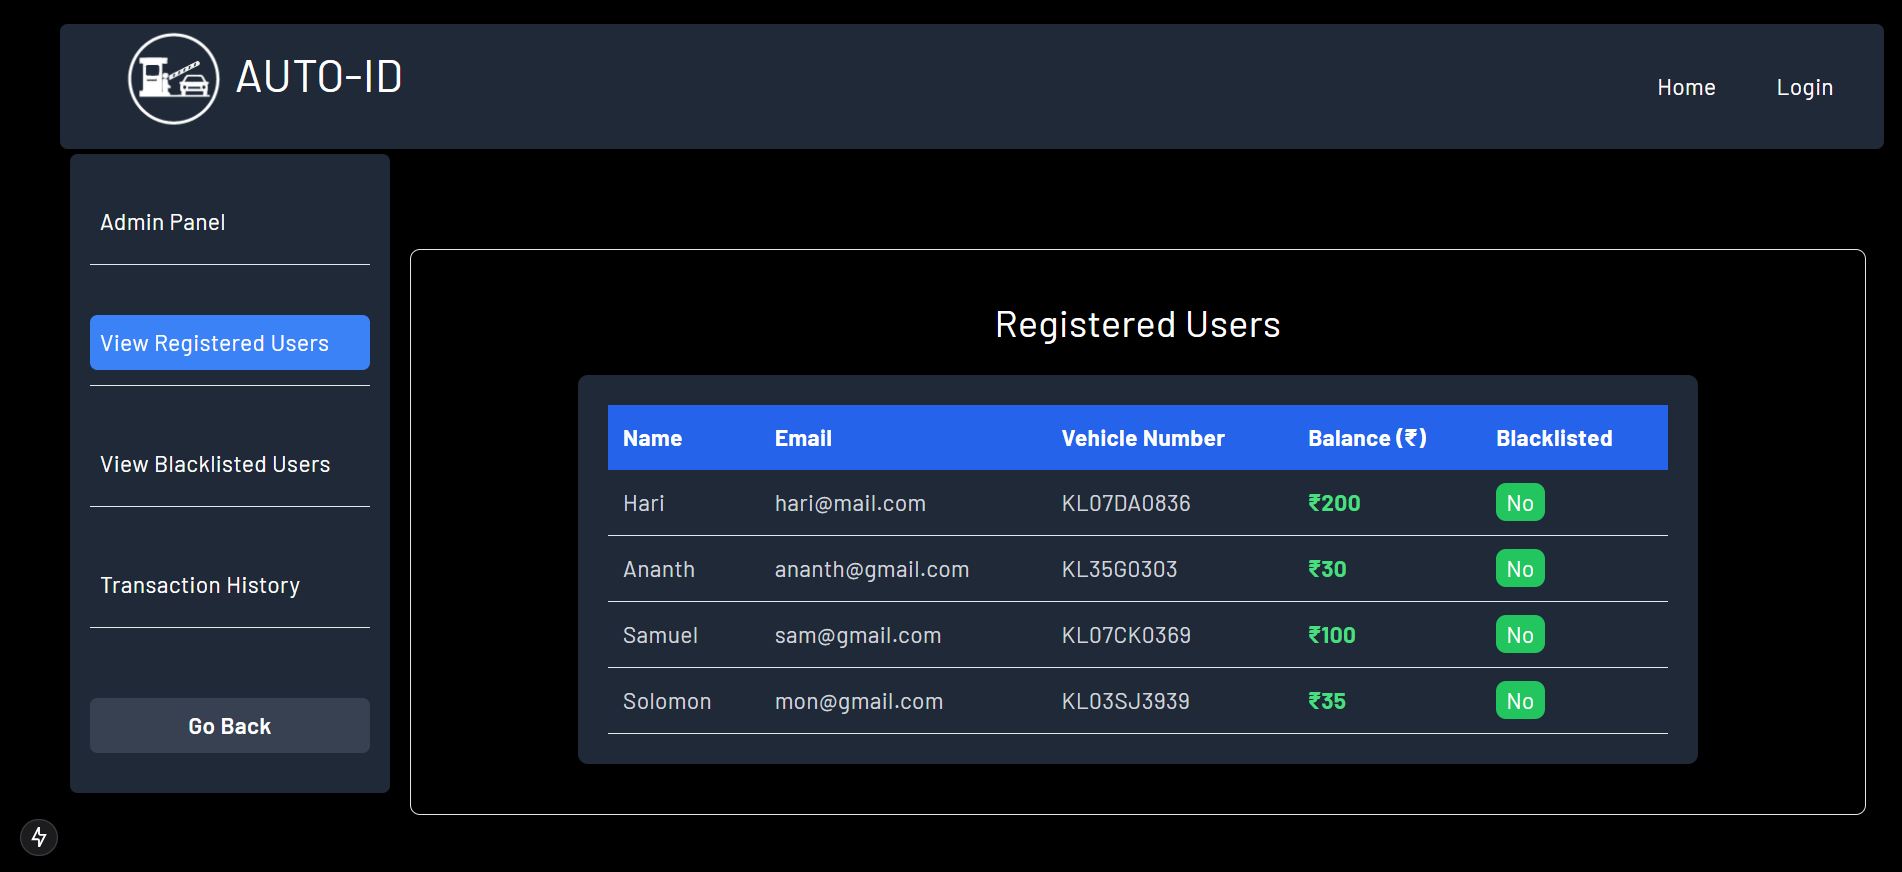 AUTO-ID
Home Login
Admin Panel
View Registered Users
View Blacklisted Users
Transaction History
Go Back
Registered Users
Name Email Vehicle Number Balance (₹) Blacklisted
Hari hari@mail.com KL07DA0836 ₹200 No
Ananth ananth@gmail.com KL35G0303 ₹30 No
Samuel sam@gmail.com KL07CK0369 ₹100 No
Solomon mon@gmail.com KL03SJ3939 ₹35 No